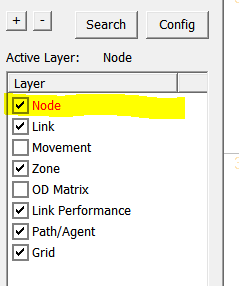 + - Search Config
Active Layer: Node
Layer
Node
Link
Movement
Zone
OD Matrix
Link Performance
Path/Agent
Grid